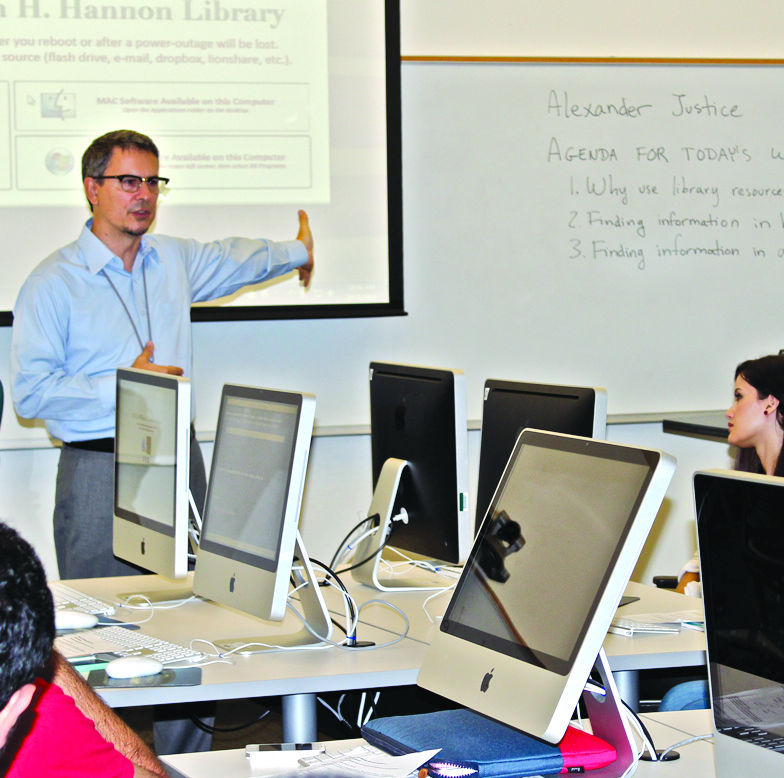 H. Hannon Library
you reboot or after a power-outage will be lost.
source (flash drive, e-mail, dropbox, lionshare, etc.).
MAC Software Available on this Computer
Available on this Computer
Alexander Justice
AGENDA FOR TODAY'S
1. Why use library resource
2. Finding information in
3. Finding information in